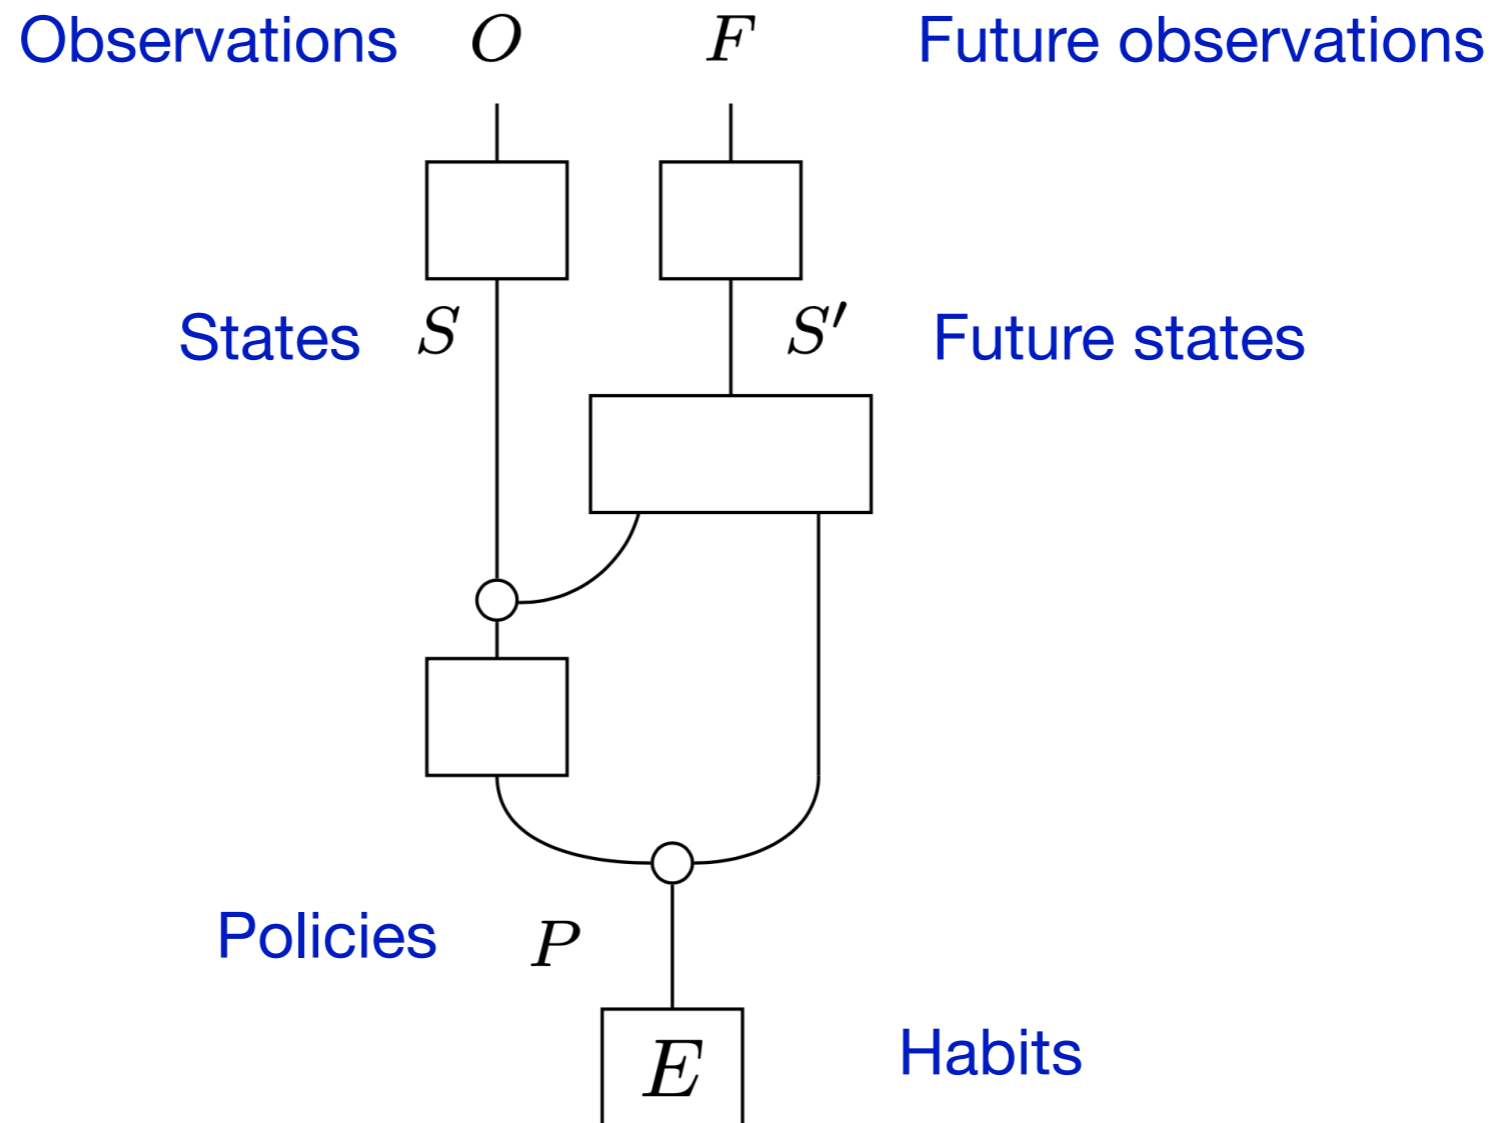 Observations O F Future observations
States S S′ Future states
Policies P
E Habits